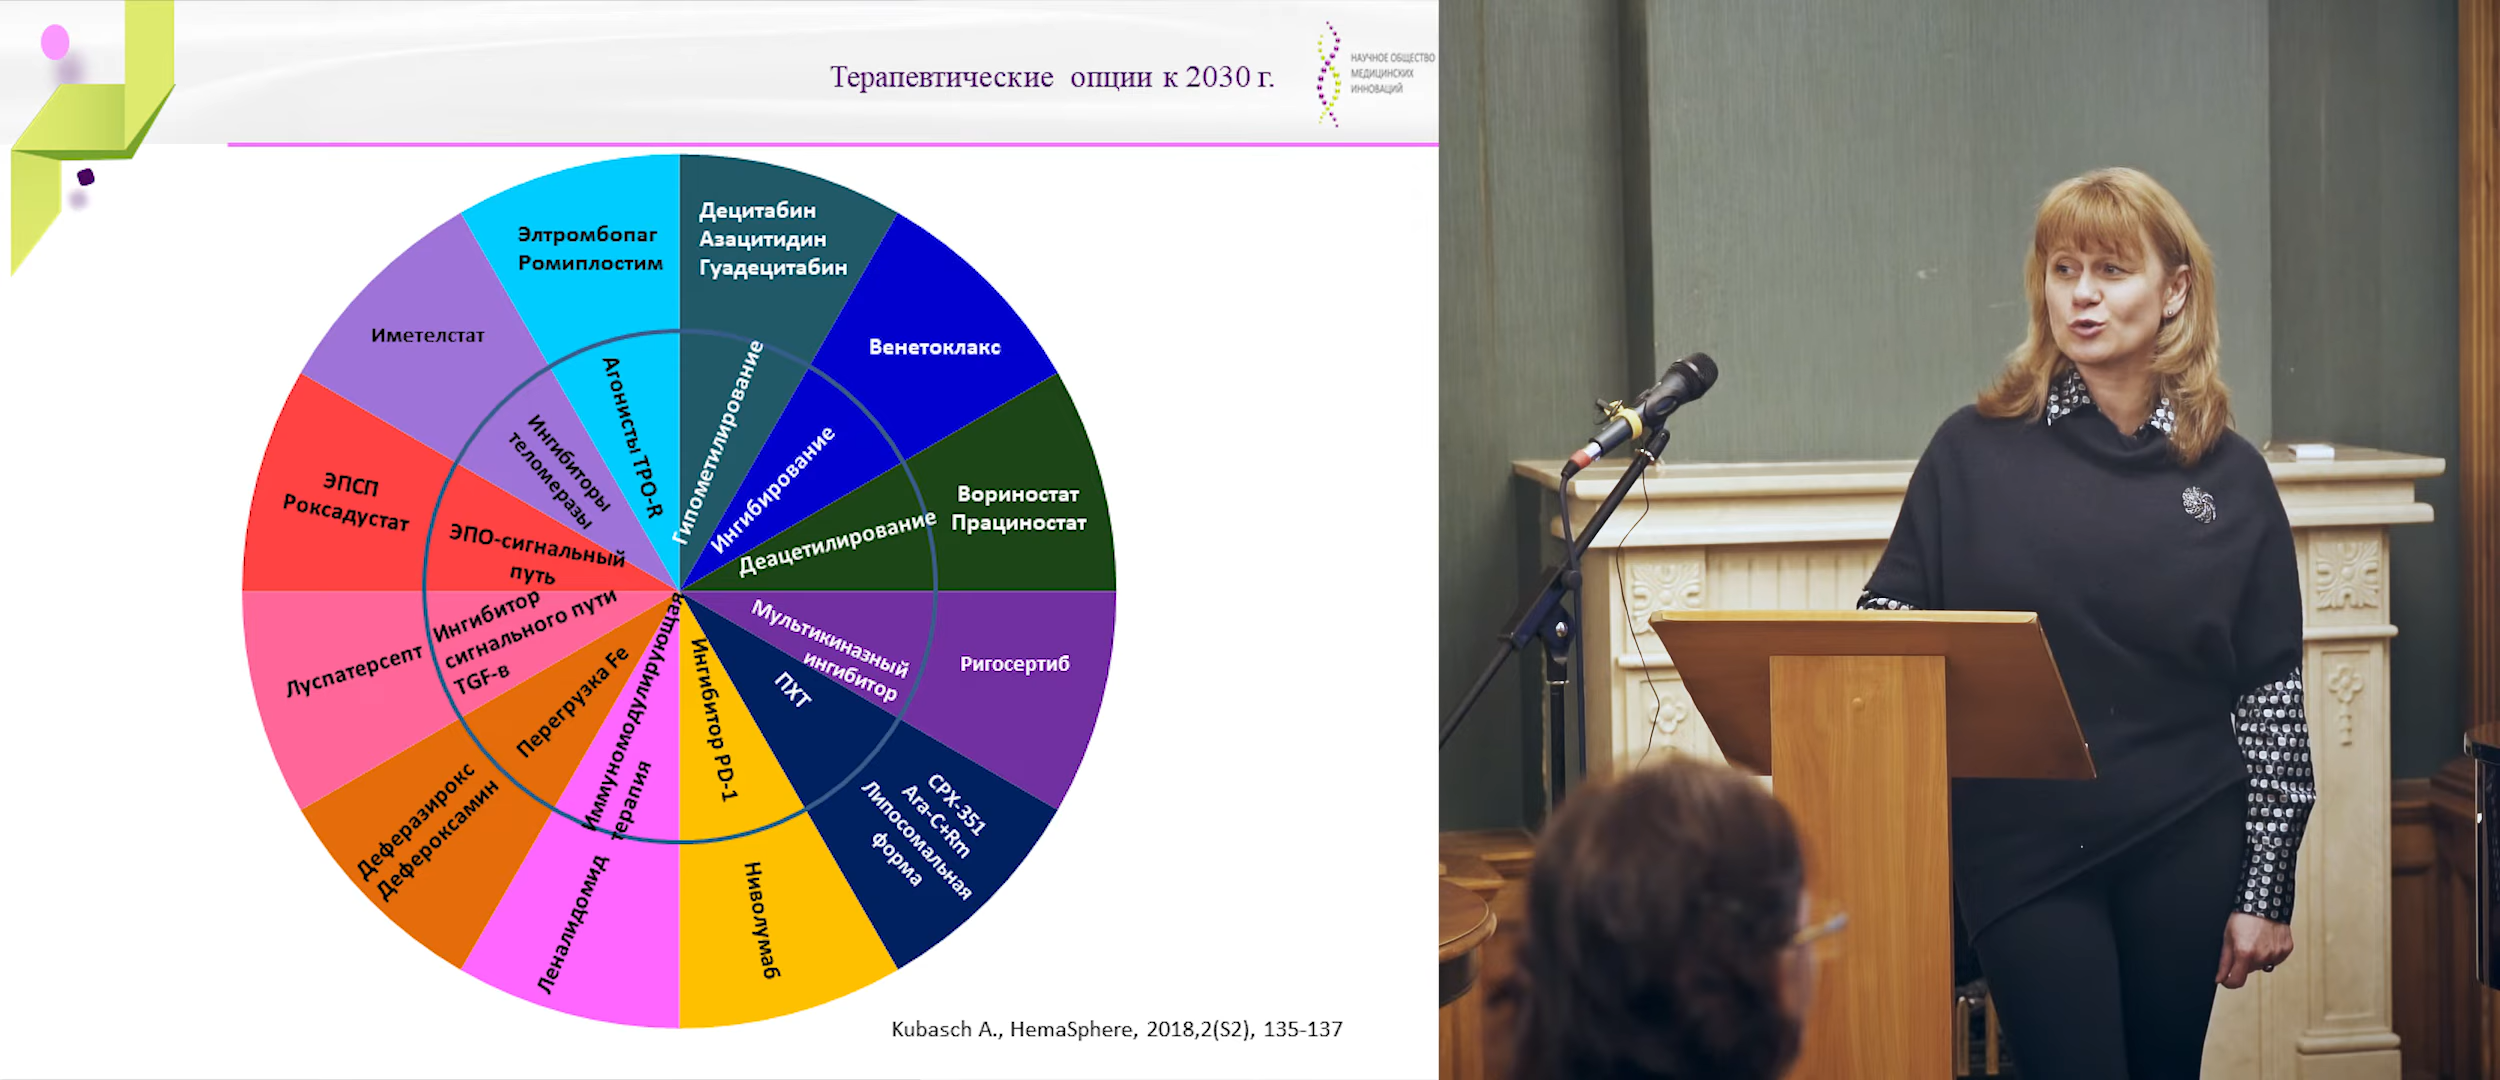 Терапевтические опции к 2030 г.
НАУЧНОЕ ОБЩЕСТВО
МЕДИЦИНСКИХ
ИННОВАЦИЙ
Элтромбопаг
Ромиплостим
Агонисты TPO-R
Децитабин
Азацитидин
Гуадецитабин
Гипометилирование
Венетоклакс
Ингибирование
Вориностат
Прациностат
Деацетилирование
Мультикиназный
ингибитор
Ригосертиб
ПХТ
CPX-351
Ara-C+Rm
Липосомальная
форма
Ингибитор PD-1
Ниволумаб
Иммуномодулирующая
терапия
Леналидомид
Перегрузка Fe
Деферазирокс
Дефероксамин
Ингибитор
сигнального пути
TGF-в
Луспатерсепт
ЭПО-сигнальный
путь
ЭПСП
Роксадустат
Ингибиторы
теломеразы
Иметелстат
Kubasch A., HemaSphere, 2018,2(S2), 135-137